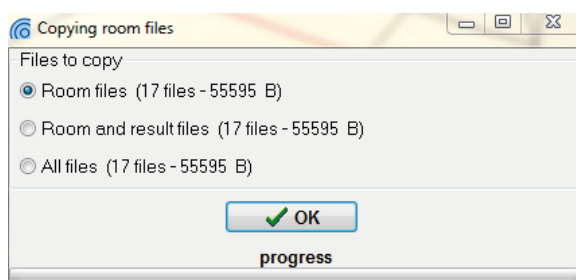 Copying room files
Files to copy
Room files (17 files - 55595 B)
Room and result files (17 files - 55595 B)
All files (17 files - 55595 B)
OK
progress